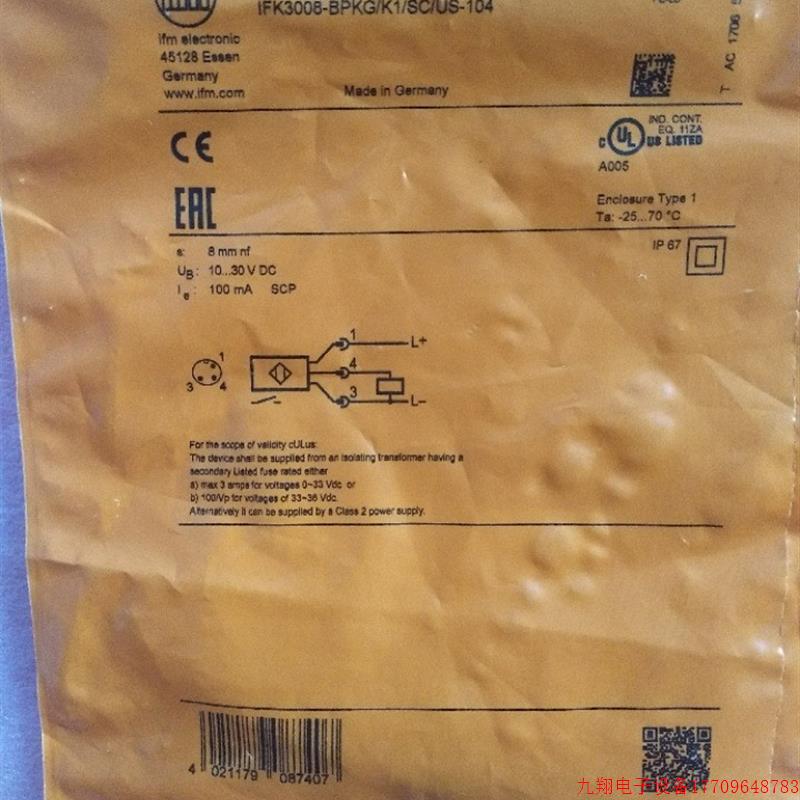 IFK3008-BPKG/K1/SC/US-104
ifm electronic
45128 Essen
Germany
www.ifm.com
Made in Germany
T AC 1706
CE
C UL US LISTED
IND. CONT.
EQ. 11ZA
A005
EAC
Enclosure Type 1
Ta: -25...70 °C
s: 8 mm nf
UB: 10...30 V DC
Ie: 100 mA SCP
IP 67
1
3 4
1 L+
4
3 L−
For the scope of validity cULus:
The device shall be supplied from an isolating transformer having a
secondary Listed fuse rated either
a) max 3 amps for voltages 0~33 Vdc or
b) 100/Vp for voltages of 33~36 Vdc.
Alternatively it can be supplied by a Class 2 power supply.
4 021179 087407
九翔电子设备17709648783